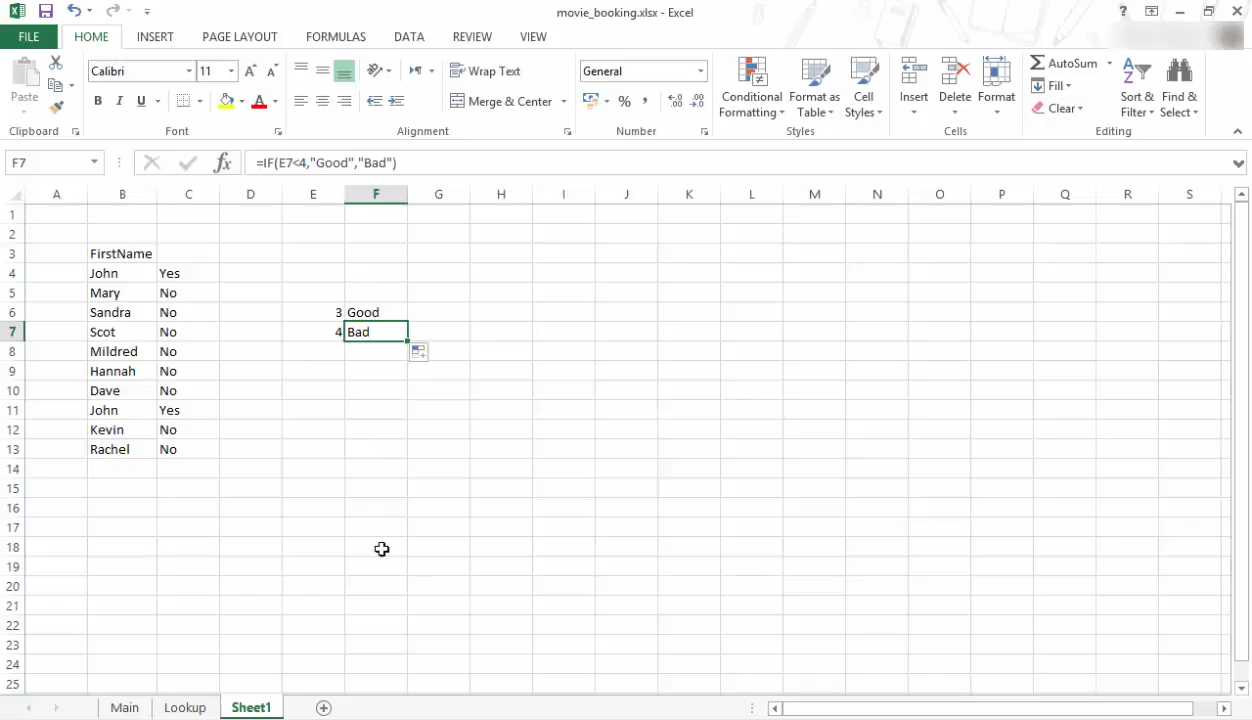 movie_booking.xlsx - Excel
FILE HOME INSERT PAGE LAYOUT FORMULAS DATA REVIEW VIEW
Paste
Clipboard
Calibri 11
B I U
Font
Wrap Text
Merge & Center
Alignment
General
%
Number
Conditional Formatting
Format as Table
Cell Styles
Styles
Insert
Delete
Format
Cells
AutoSum
Fill
Clear
Sort & Filter
Find & Select
Editing
F7 fx =IF(E7<4,"Good","Bad")
A B C D E F G H I J K L M N O P Q R S
1
2
3 FirstName
4 John Yes
5 Mary No
6 Sandra No 3 Good
7 Scot No 4 Bad
8 Mildred No
9 Hannah No
10 Dave No
11 John Yes
12 Kevin No
13 Rachel No
14
15
16
17
18
19
20
21
22
23
24
25
Main Lookup Sheet1